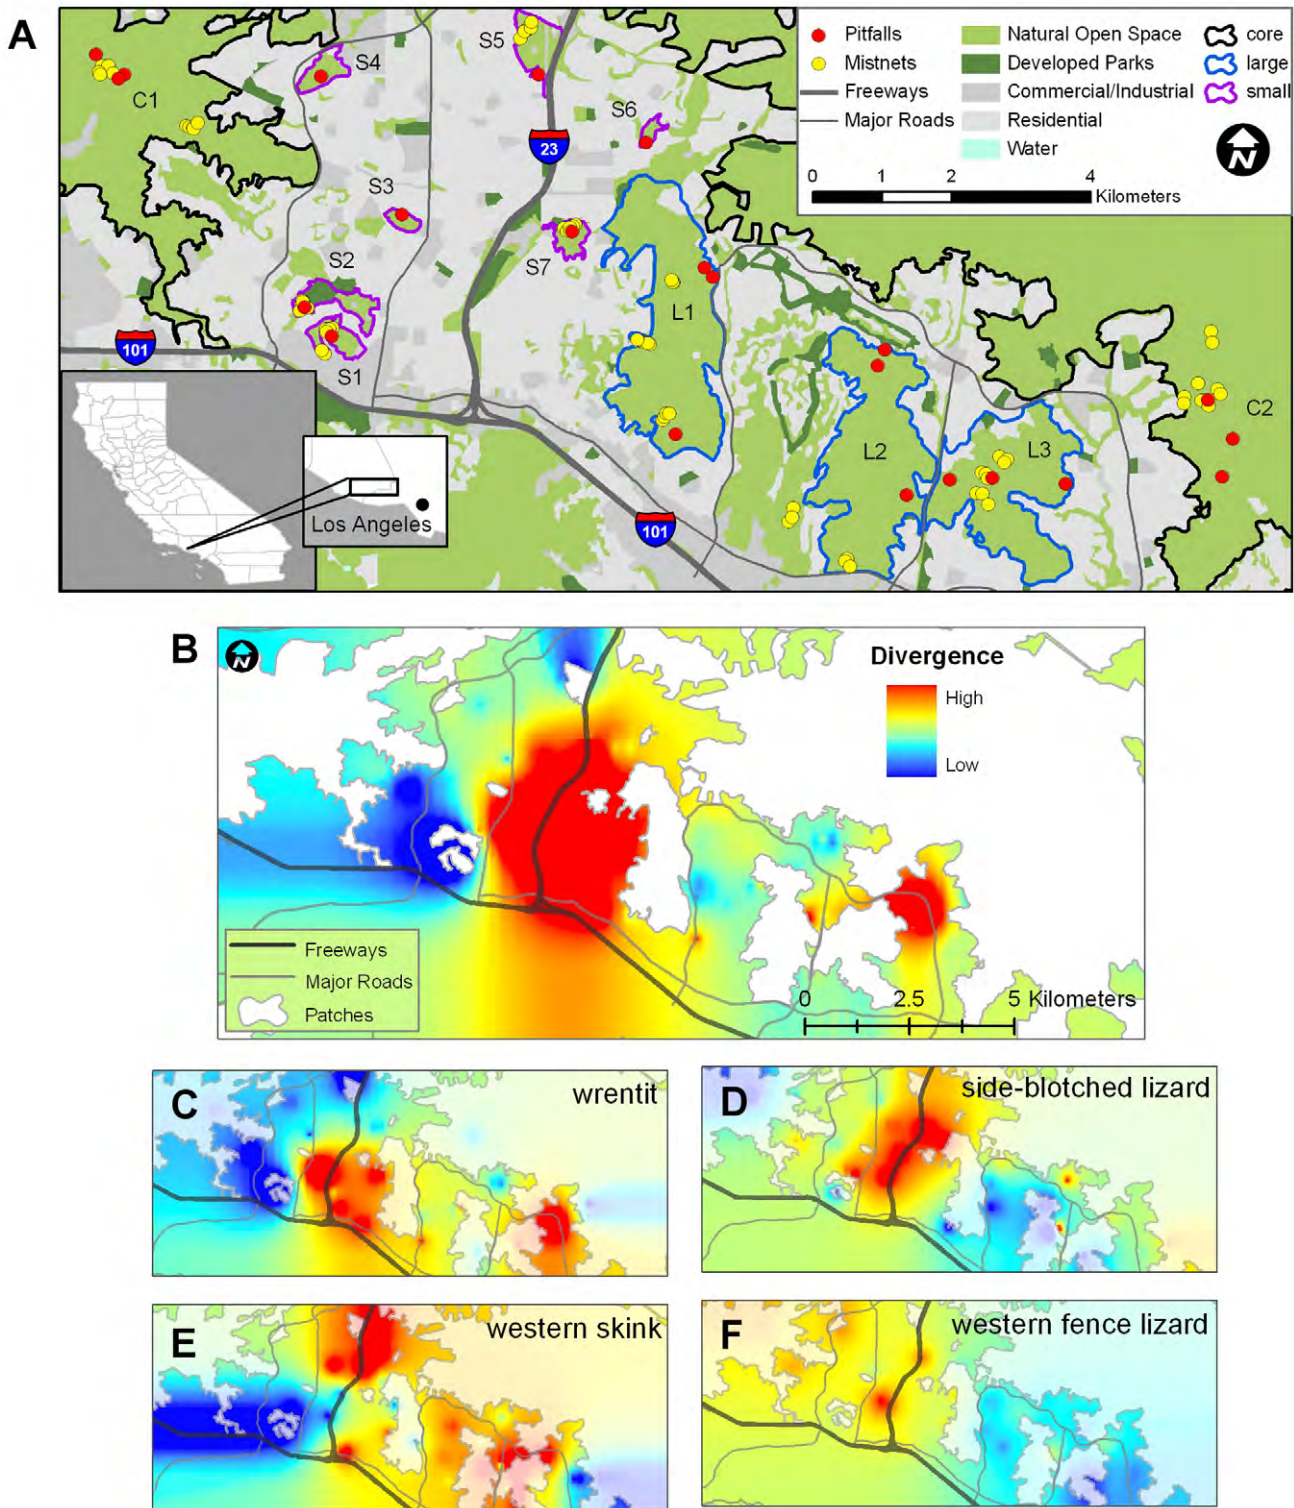 A
Pitfalls
Mistnets
Freeways
Major Roads
Natural Open Space
Developed Parks
Commercial/Industrial
Residential
Water
core
large
small
N
0 1 2 4
Kilometers
C1
S4
S5
S6
23
S3
S2
S7
S1
L1
L2
L3
C2
101
101
Los Angeles
B
N
Divergence
High
Low
Freeways
Major Roads
Patches
0 2.5 5 Kilometers
C
wrentit
D
side-blotched lizard
E
western skink
F
western fence lizard